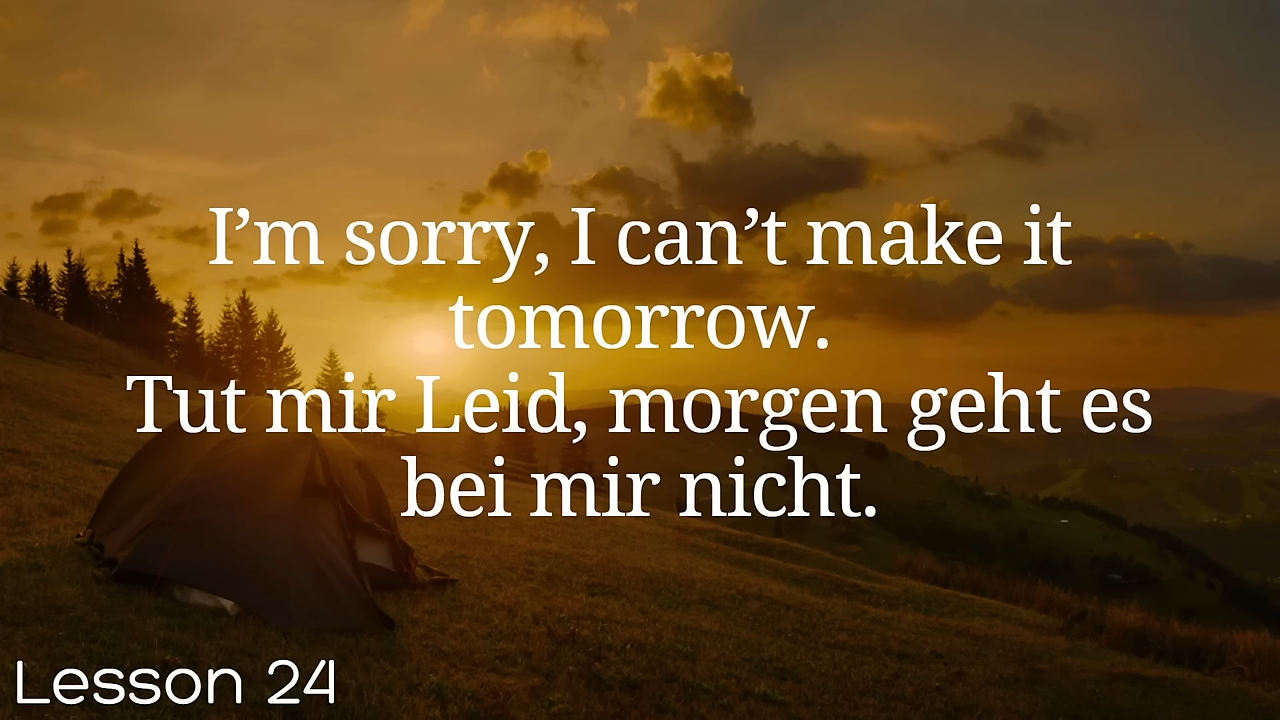 I’m sorry, I can’t make it
tomorrow.
Tut mir Leid, morgen geht es
bei mir nicht.
Lesson 24